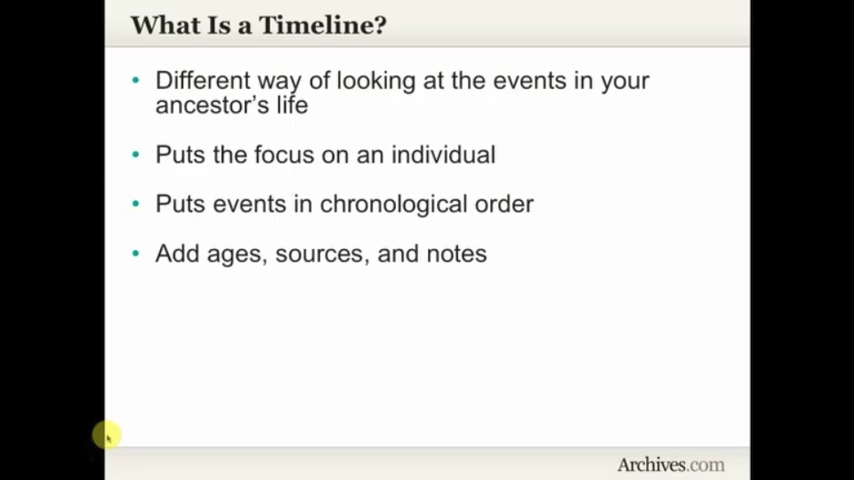 What Is a Timeline?
• Different way of looking at the events in your
ancestor's life
• Puts the focus on an individual
• Puts events in chronological order
• Add ages, sources, and notes
Archives.com